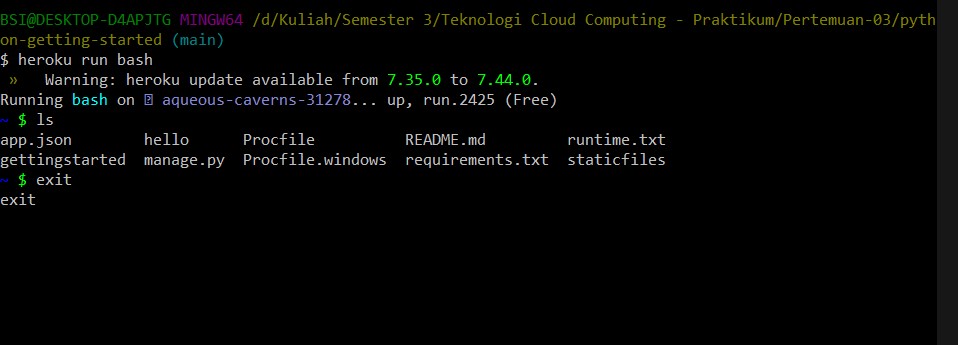 BSI@DESKTOP-D4APJTG MINGW64 /d/Kuliah/Semester 3/Teknologi Cloud Computing - Praktikum/Pertemuan-03/pyth
on-getting-started (main)
$ heroku run bash
»   Warning: heroku update available from 7.35.0 to 7.44.0.
Running bash on ⬢ aqueous-caverns-31278... up, run.2425 (Free)
~ $ ls
app.json       hello      Procfile          README.md         runtime.txt
gettingstarted  manage.py  Procfile.windows  requirements.txt  staticfiles
~ $ exit
exit